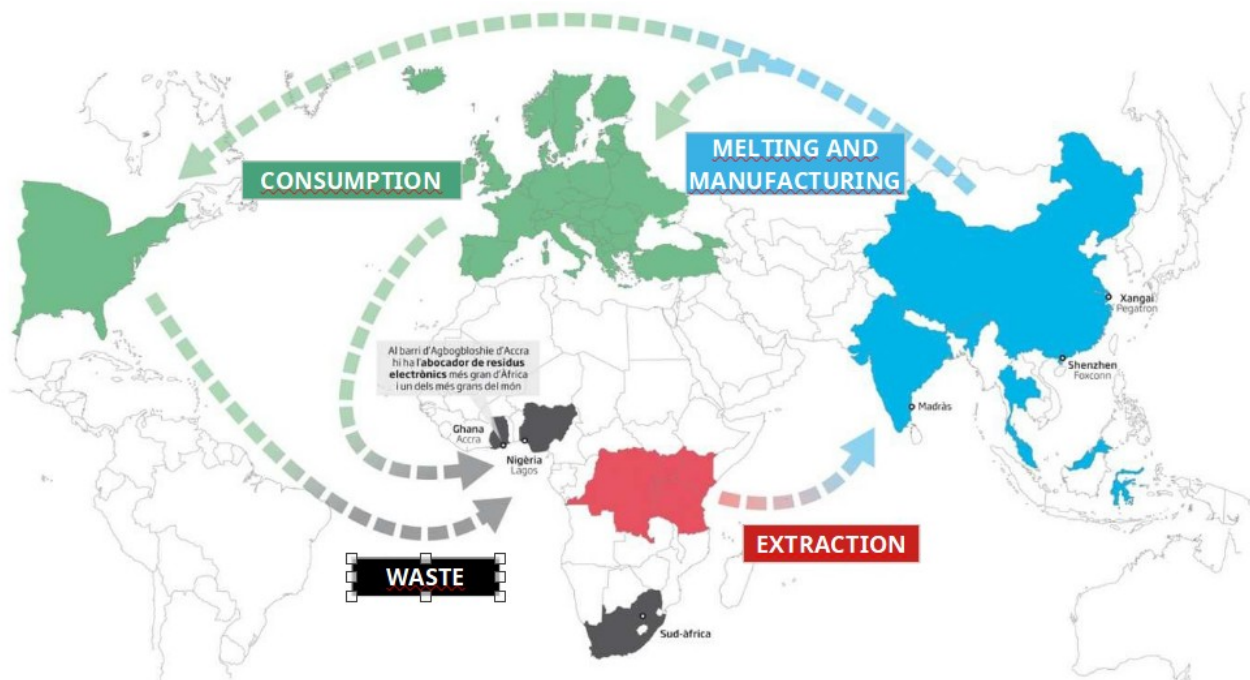 CONSUMPTION
MELTING AND
MANUFACTURING
Xangai
Pegatron
Al barri d'Agbogbloshie d'Accra
hi ha l'abocador de residus
electrònics més gran d'Àfrica
i un dels més grans del món
Shenzhen
Foxconn
Madràs
Ghana
Accra
Nigèria
Lagos
EXTRACTION
WASTE
Sud-àfrica